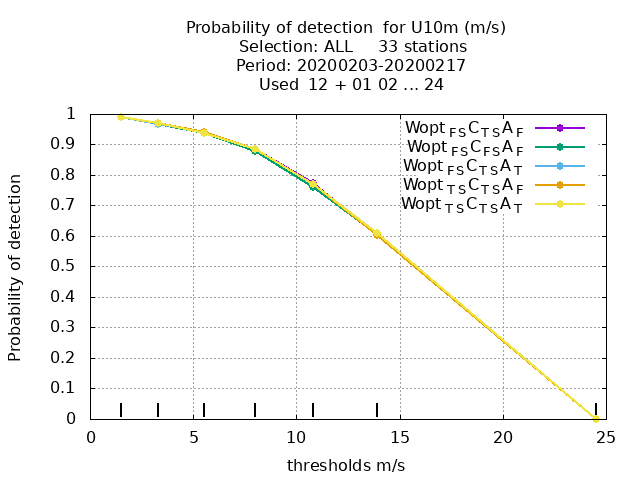 Probability of detection for U10m (m/s)
Selection: ALL 33 stations
Period: 20200203-20200217
Used 12 + 01 02 ... 24
1
0.9
0.8
0.7
0.6
0.5
0.4
0.3
0.2
0.1
0
Probability of detection
Wopt FS C TS A F
Wopt FS C FS A F
Wopt FS C TS A T
Wopt TS C TS A F
Wopt TS C TS A T
0 5 10 15 20 25
thresholds m/s